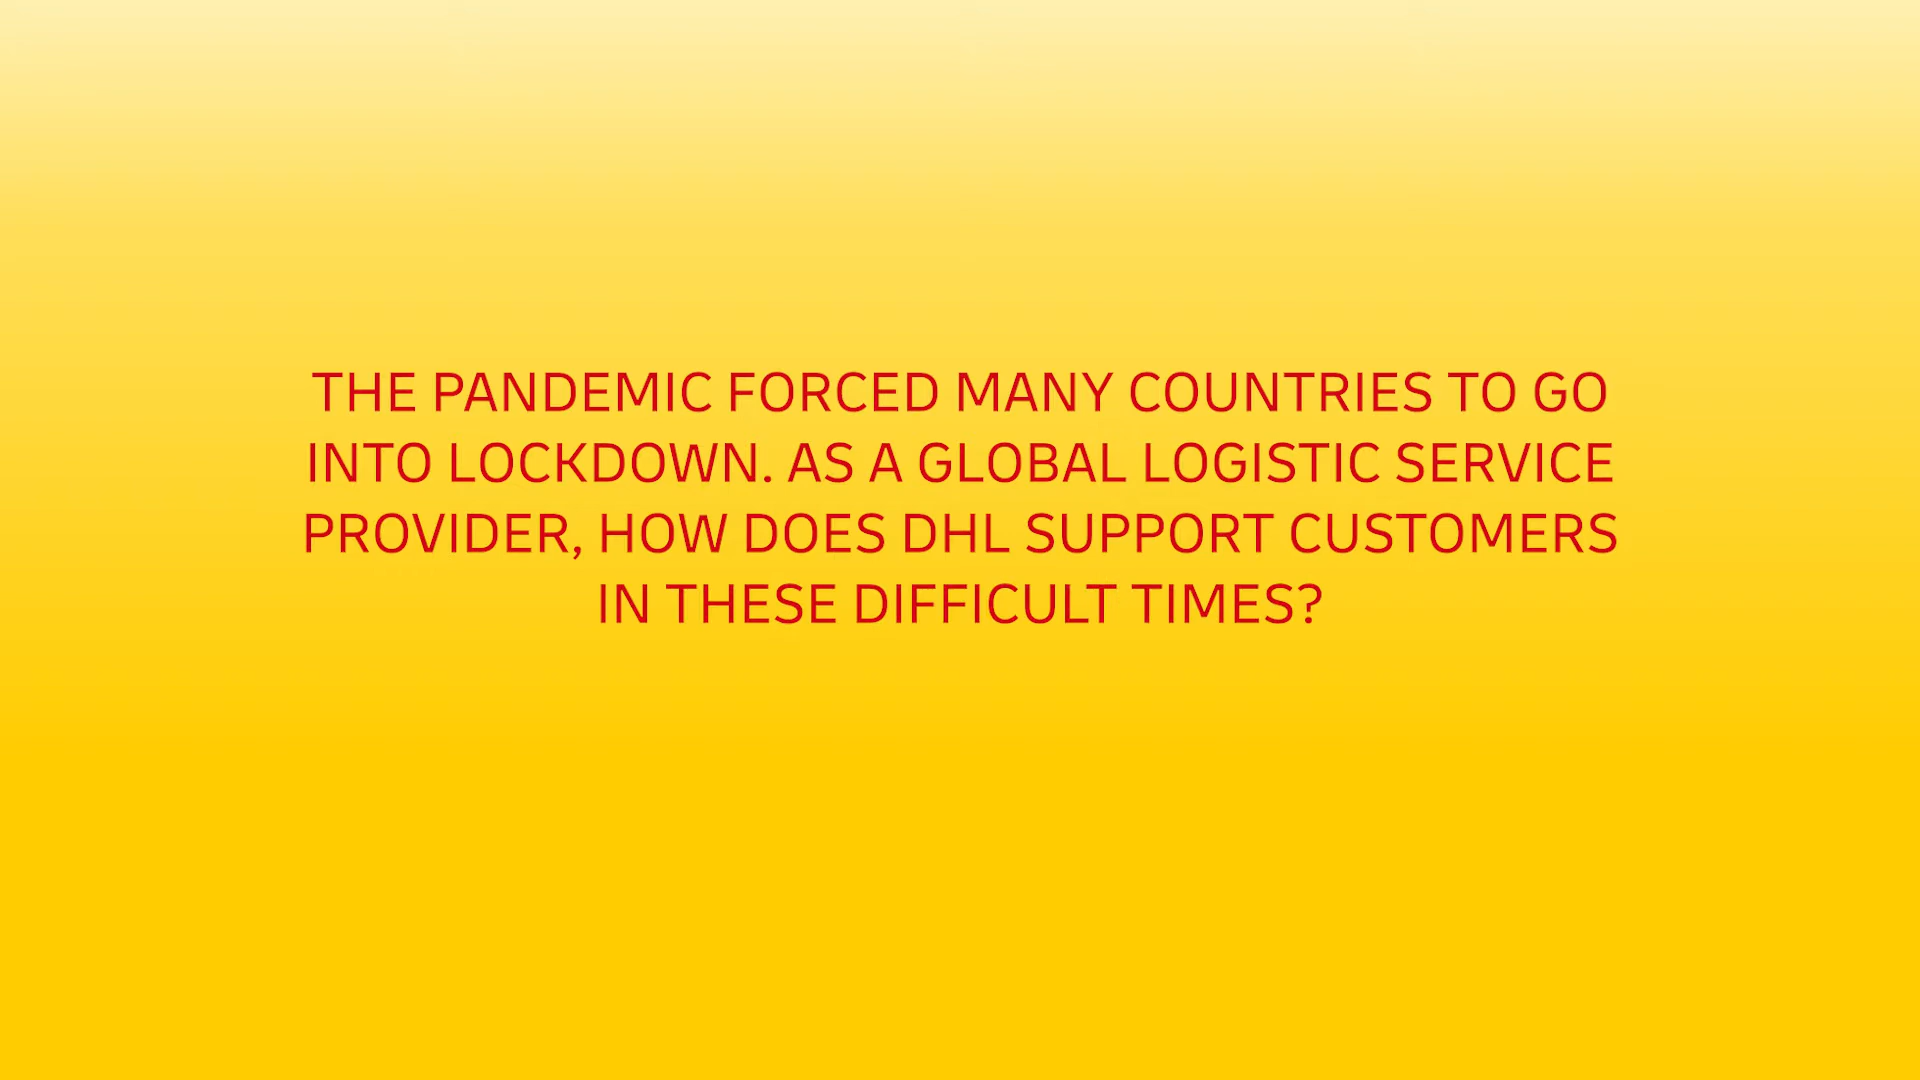 THE PANDEMIC FORCED MANY COUNTRIES TO GO
INTO LOCKDOWN. AS A GLOBAL LOGISTIC SERVICE
PROVIDER, HOW DOES DHL SUPPORT CUSTOMERS
IN THESE DIFFICULT TIMES?